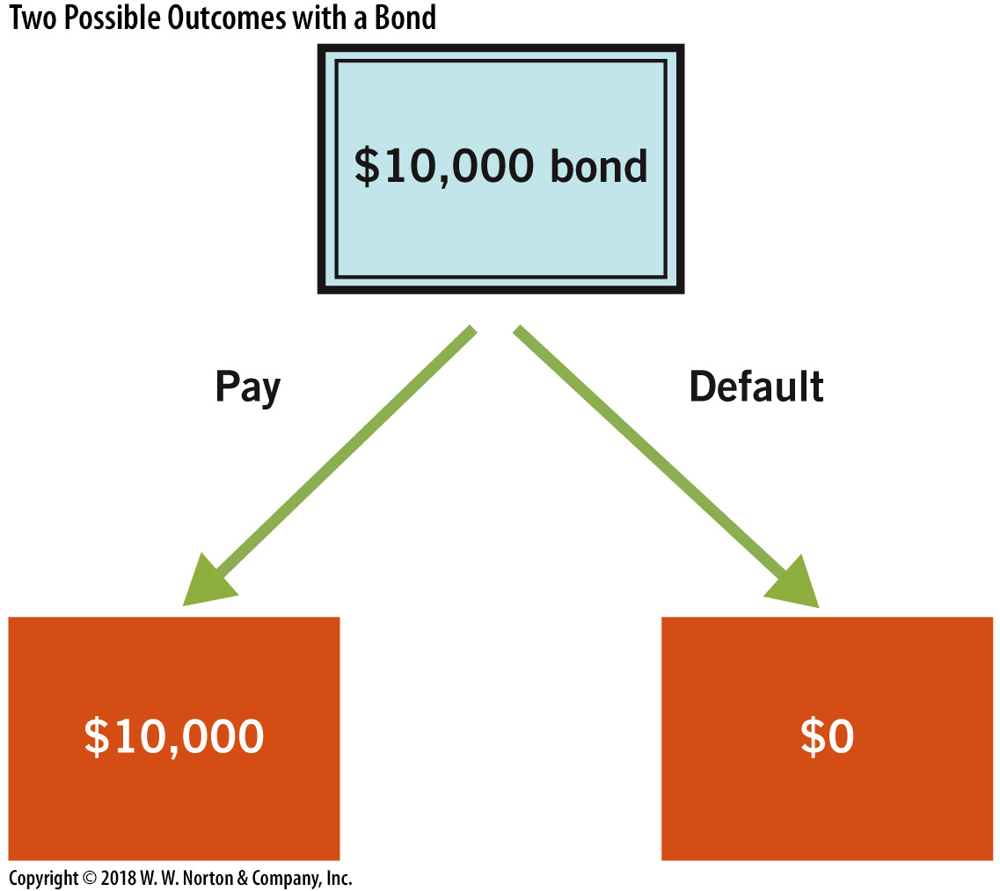 Two Possible Outcomes with a Bond
$10,000 bond
Pay
Default
$10,000
$0
Copyright © 2018 W. W. Norton & Company, Inc.